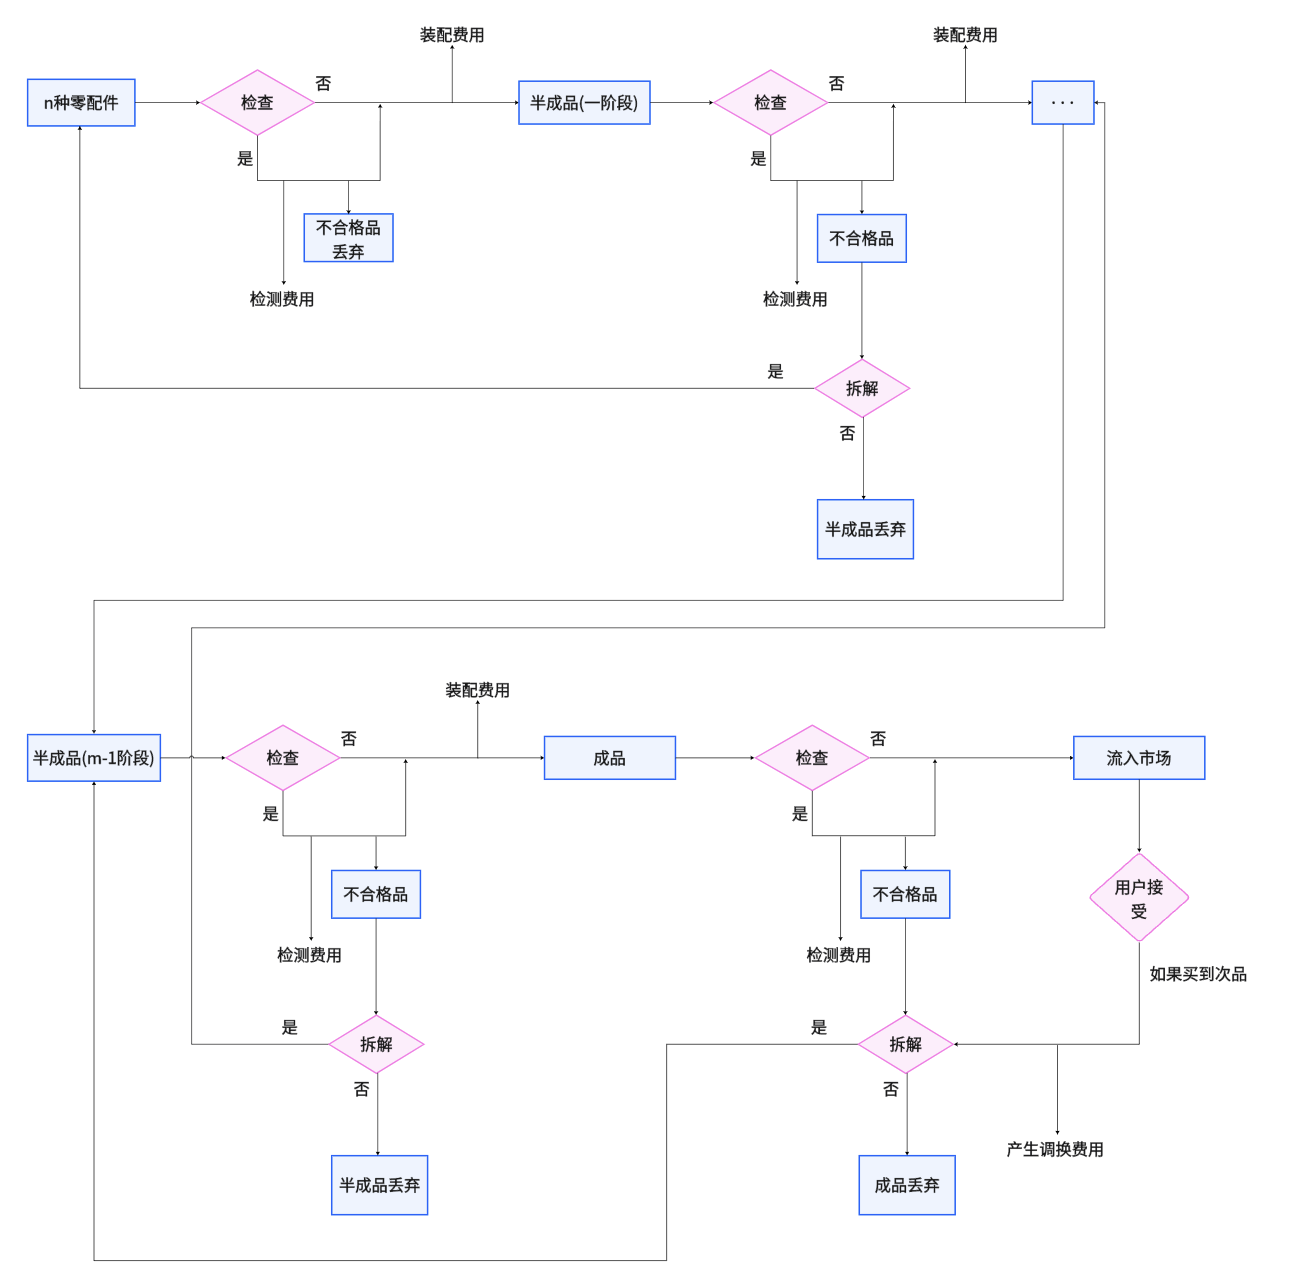 装配费用
装配费用
n种零配件
检查
否
半成品(一阶段)
检查
否
···
是
是
不合格品
丢弃
不合格品
检测费用
检测费用
是
拆解
否
半成品丢弃
装配费用
半成品(m-1阶段)
检查
否
成品
检查
否
流入市场
是
是
不合格品
不合格品
用户接
受
检测费用
检测费用
如果买到次品
是
拆解
是
拆解
否
否
产生调换费用
半成品丢弃
成品丢弃